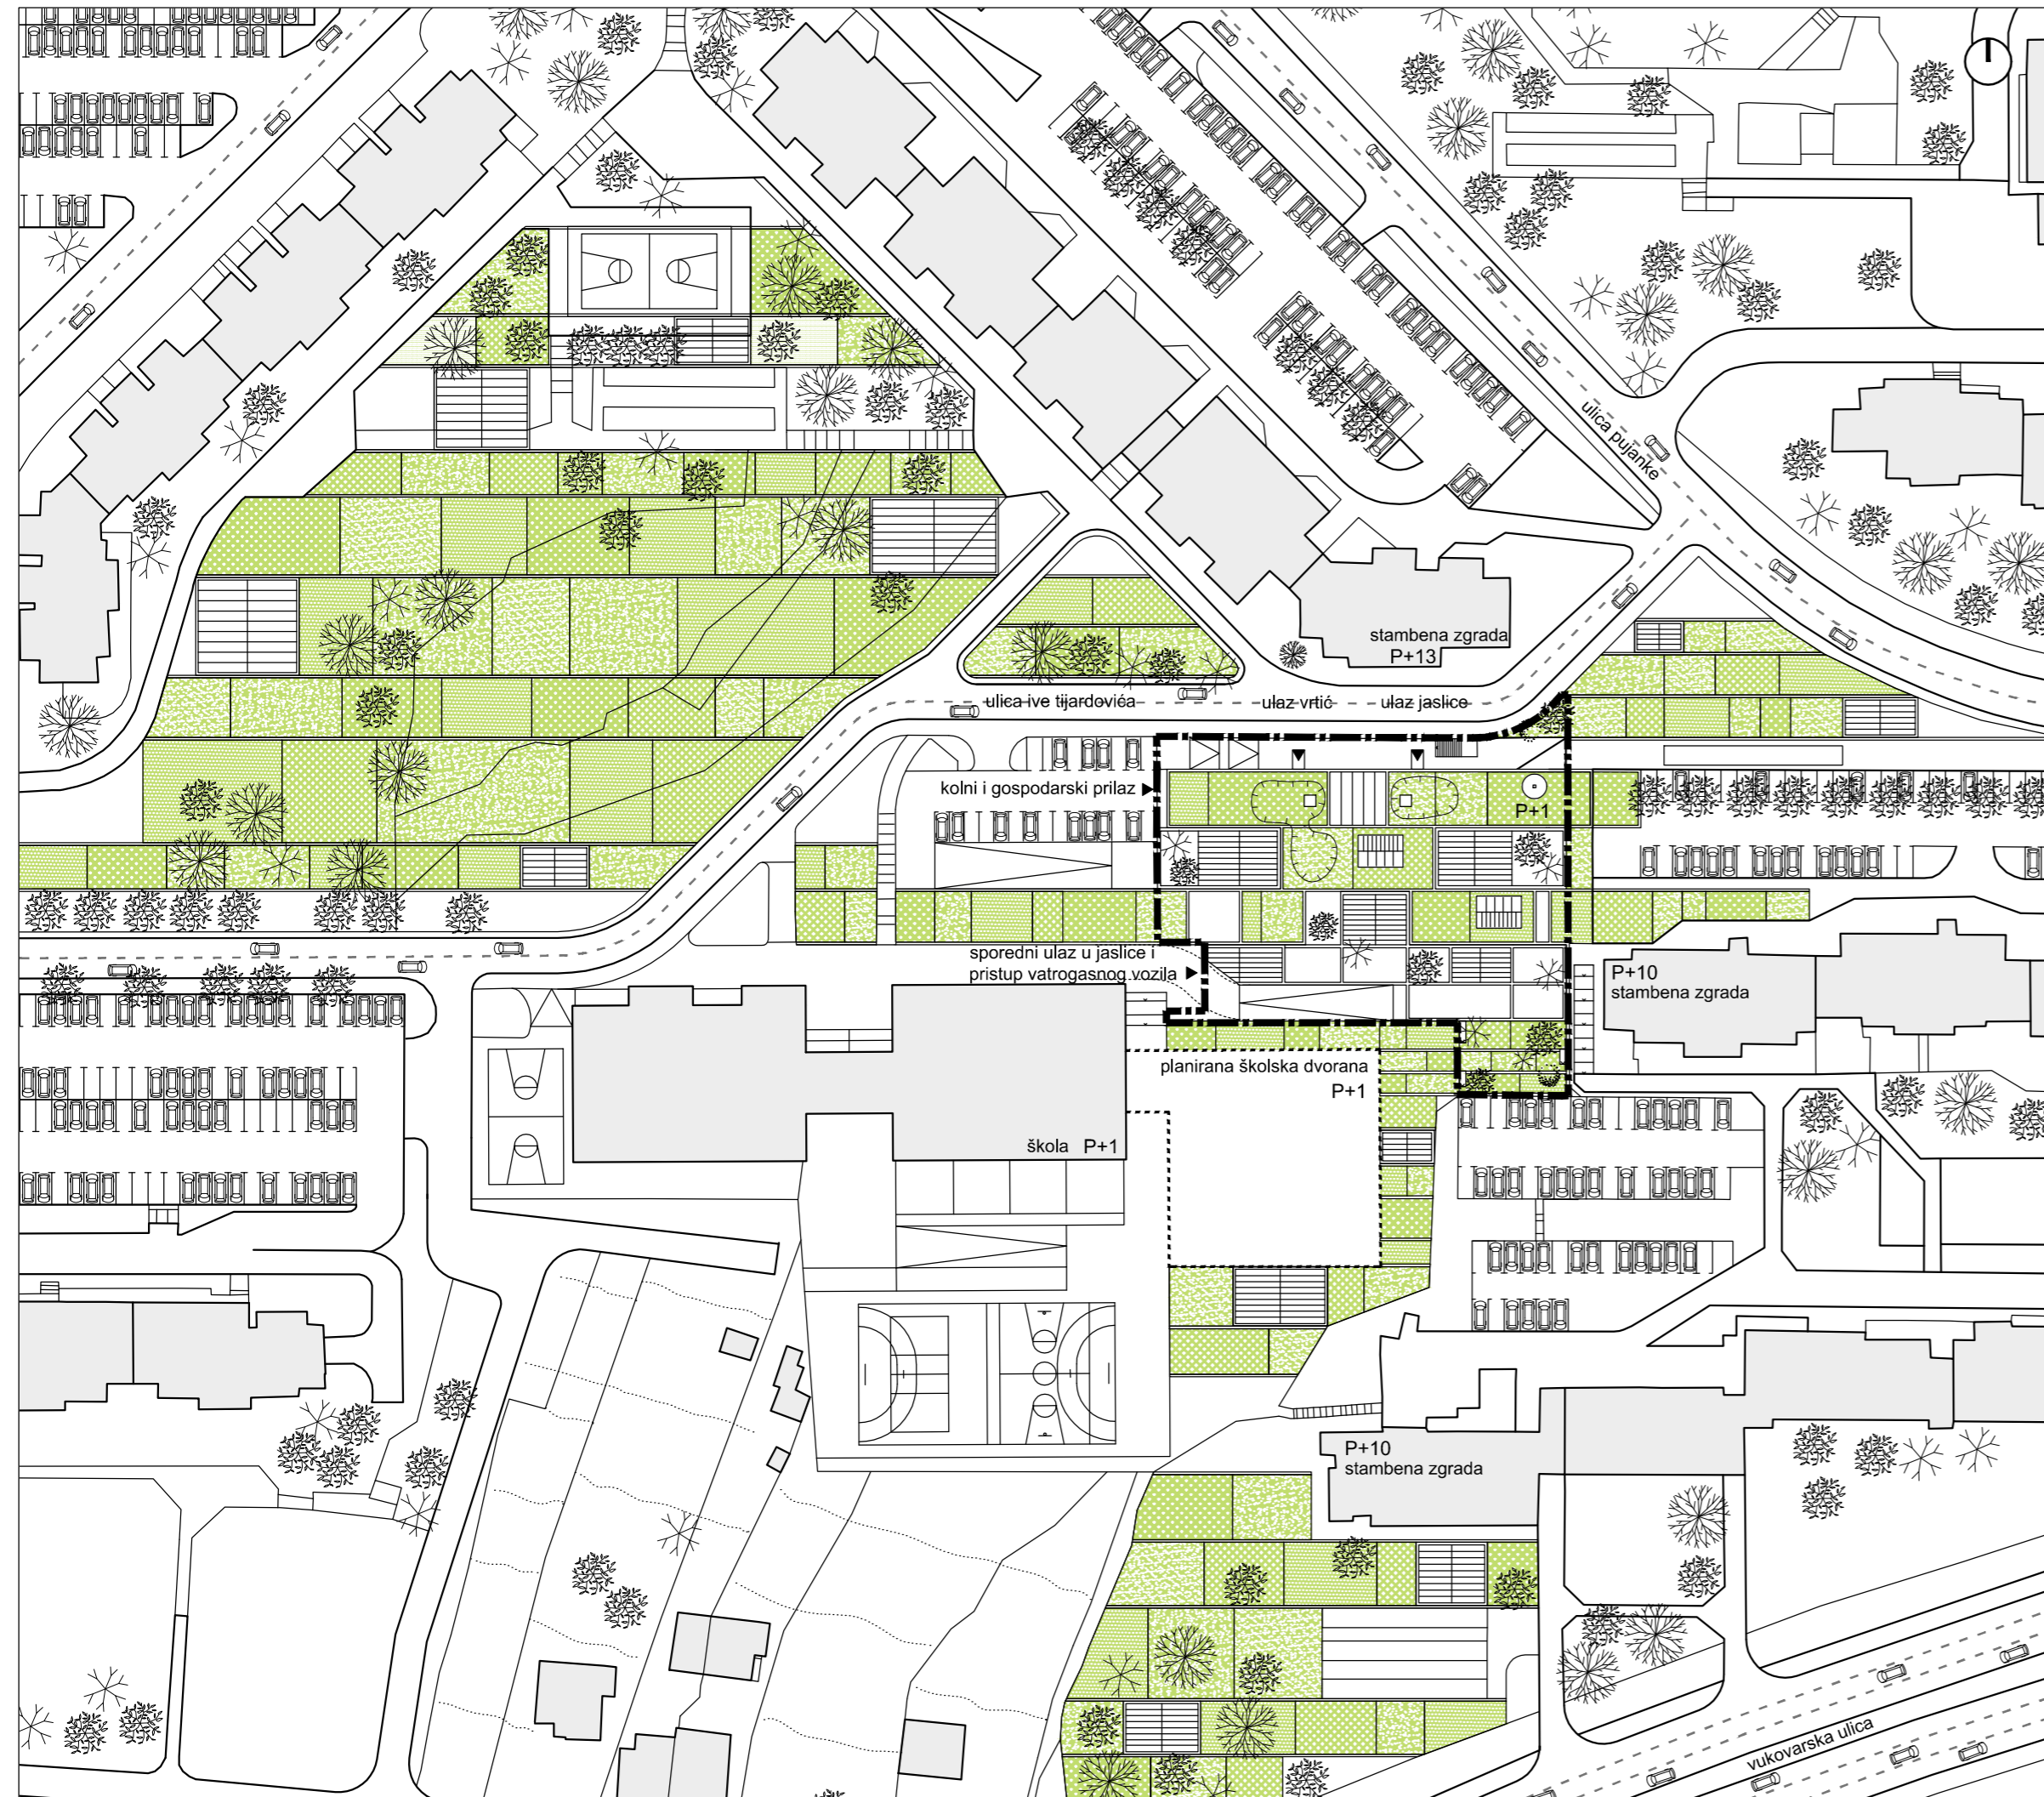 ulica pujanke
stambena zgrada
P+13
ulica ive tijardovića
ulaz vrtić
ulaz jaslice
kolni i gospodarski prilaz
P+1
sporedni ulaz u jaslice i
pristup vatrogasnog vozila
P+10
stambena zgrada
planirana školska dvorana
P+1
škola P+1
P+10
stambena zgrada
vukovarska ulica